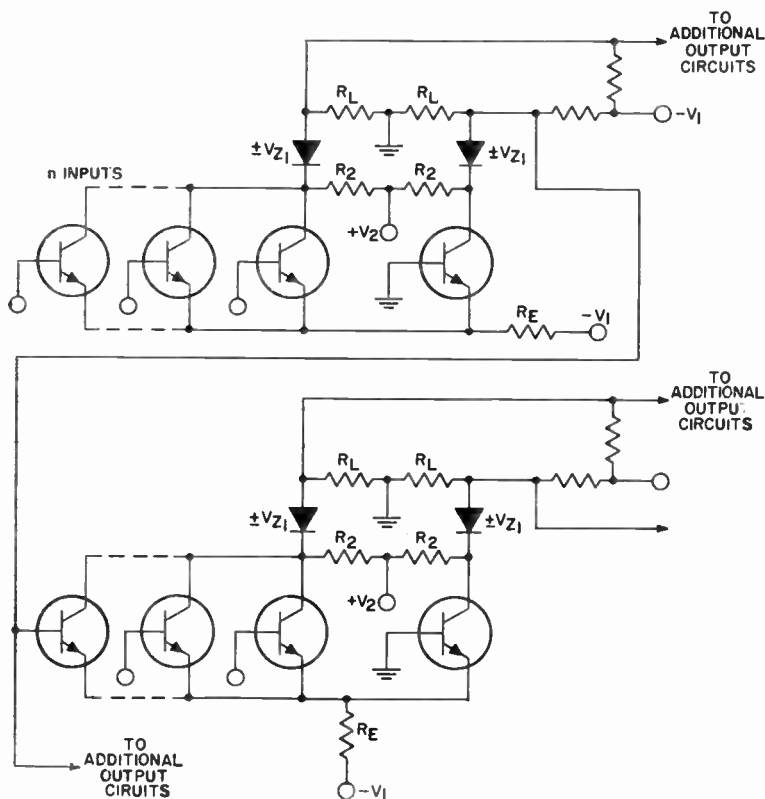 TO
ADDITIONAL
OUTPUT
CIRCUITS
RL RL
-V1
±VZ1 ±VZ1
n INPUTS
R2 R2
+V2
RE -V1
TO
ADDITIONAL
OUTPUT
CIRCUITS
RL RL
±VZ1 ±VZ1
R2 R2
+V2
RE
TO
ADDITIONAL
OUTPUT
CIRUITS
-V1